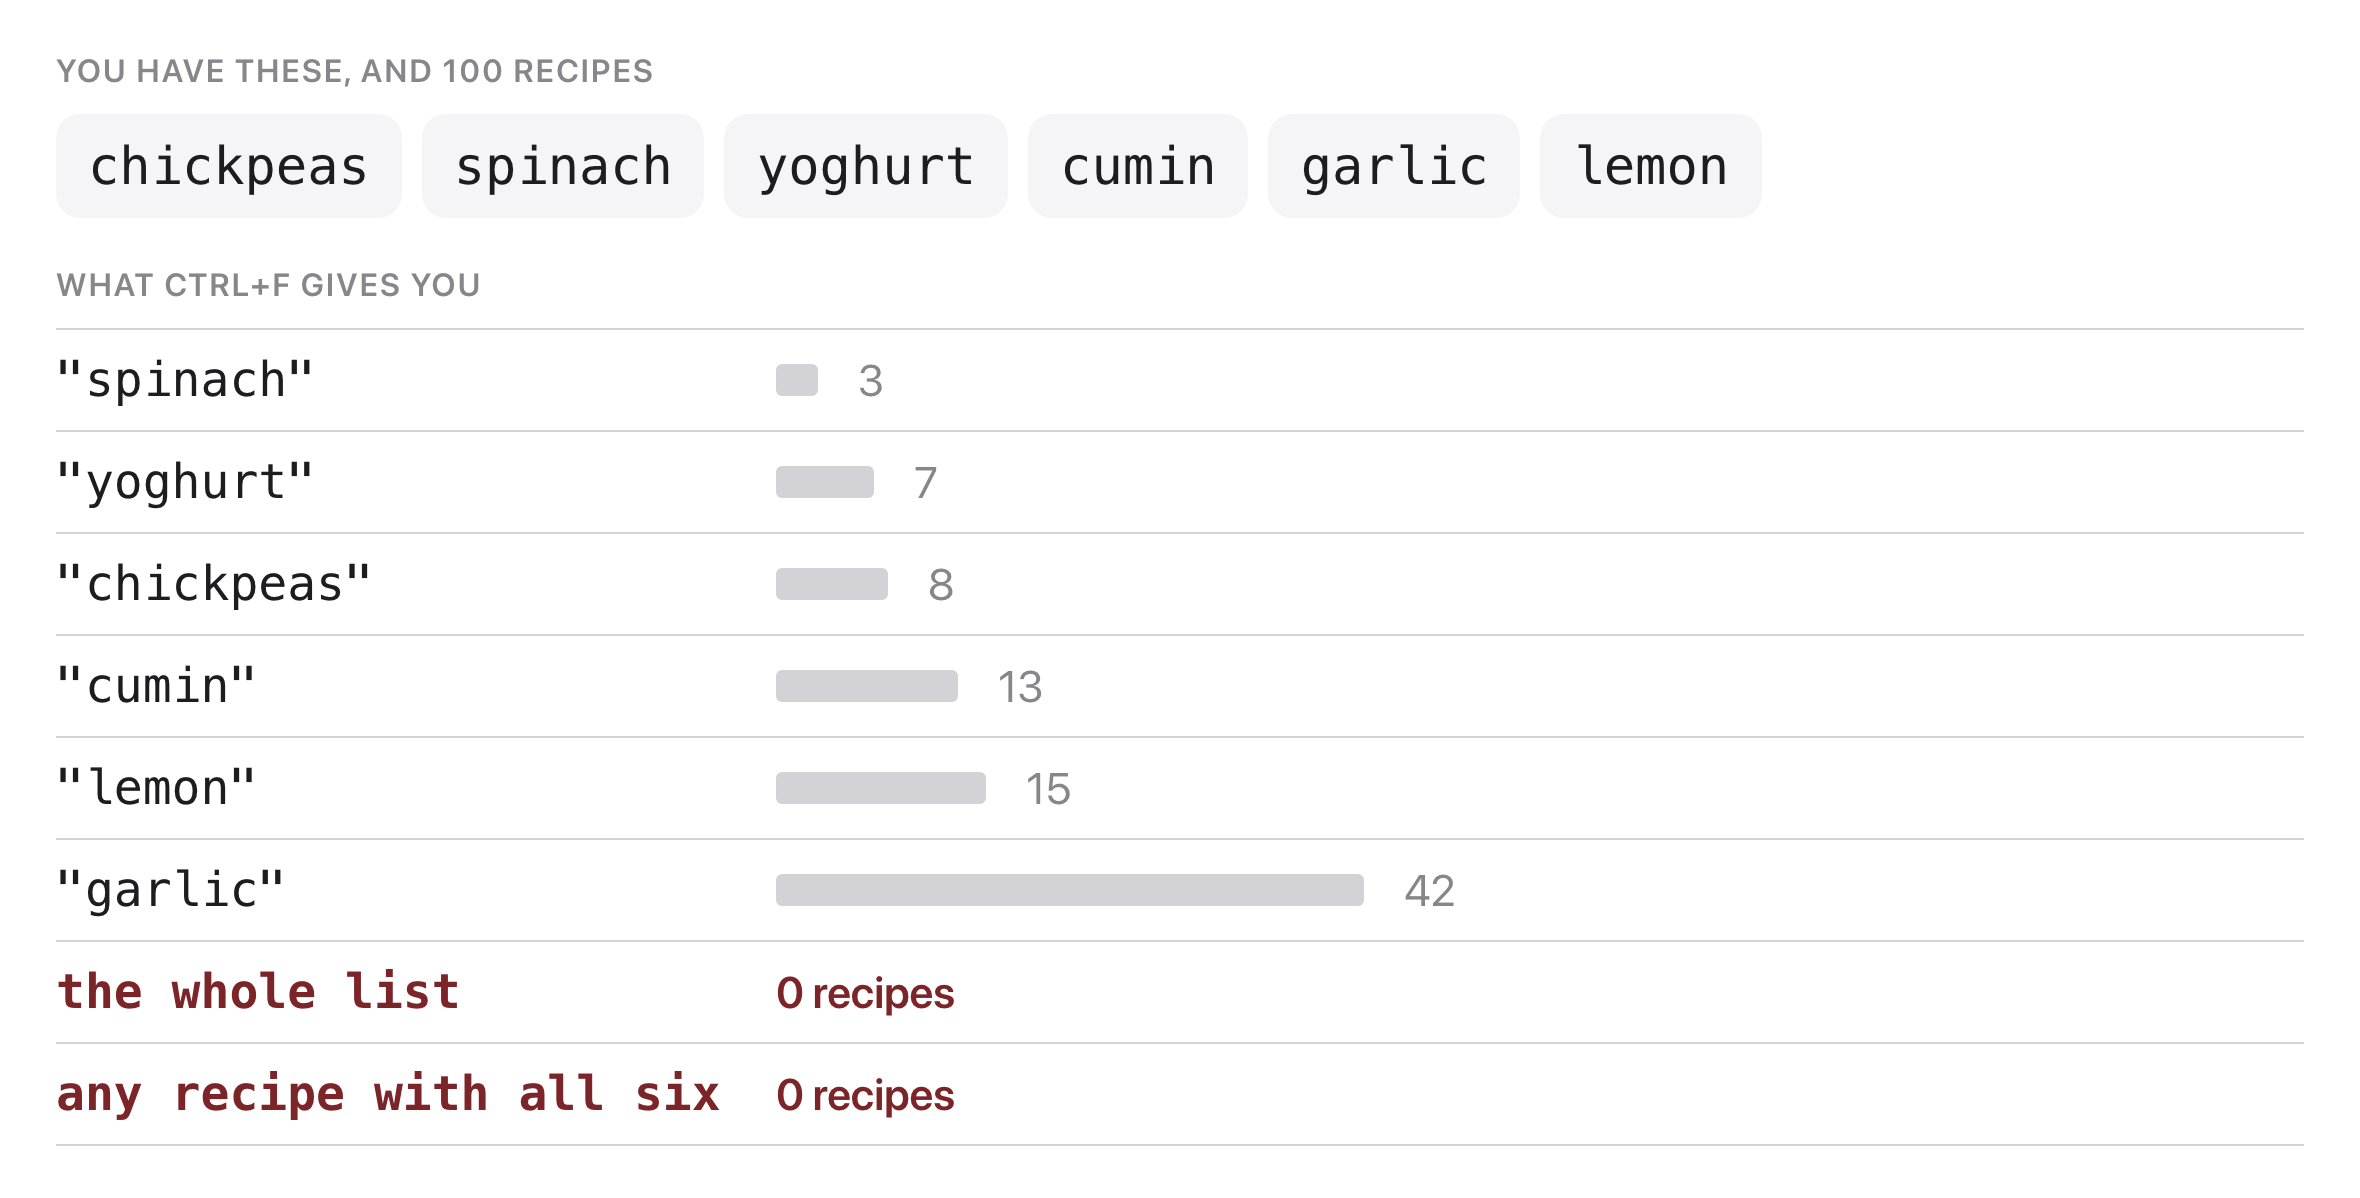 YOU HAVE THESE, AND 100 RECIPES
chickpeas spinach yoghurt cumin garlic lemon
WHAT CTRL+F GIVES YOU
"spinach" 3
"yoghurt" 7
"chickpeas" 8
"cumin" 13
"lemon" 15
"garlic" 42
the whole list 0 recipes
any recipe with all six 0 recipes